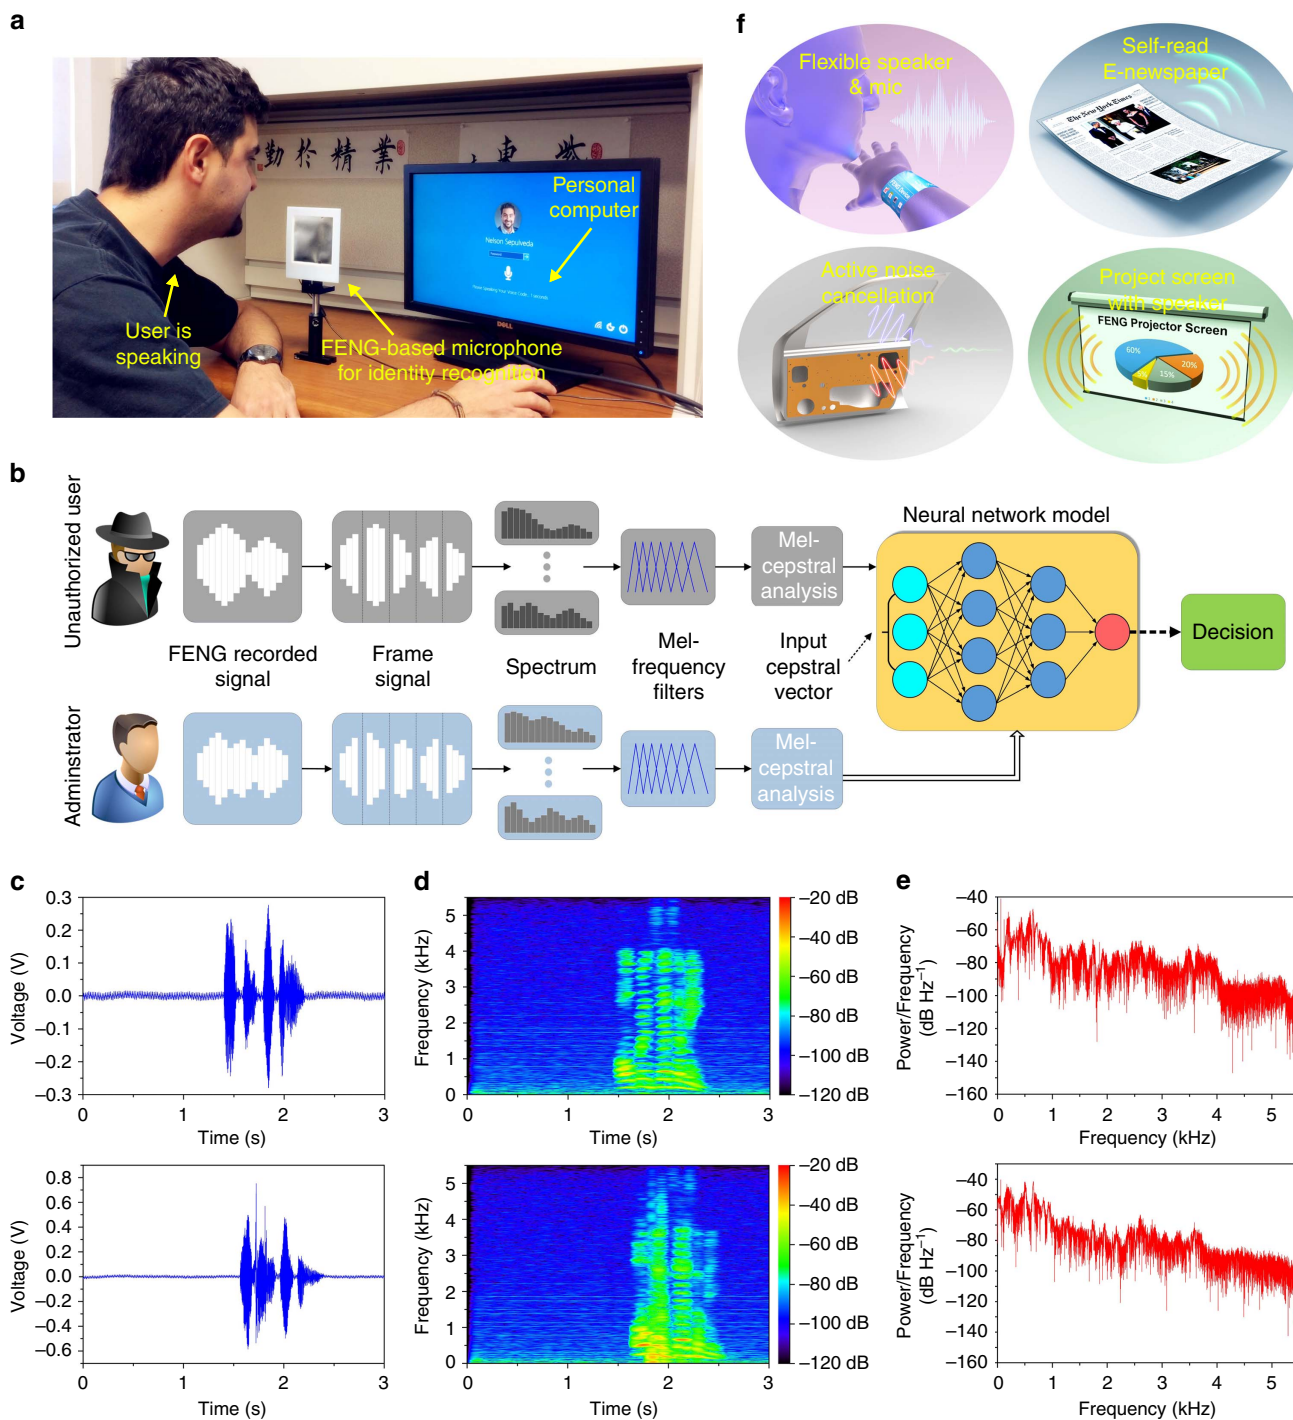 a
業
精
於
勤
紫
東
Nelson Sepulveda
DELL
Personal
computer
User is
speaking
FENG-based microphone
for identity recognition
f
Flexible speaker
& mic
Self-read
E-newspaper
The New York Times
Active noise
cancellation
Project screen
with speaker
FENG Projector Screen
60%
20%
15%
b
Unauthorized user
Adminstrator
FENG recorded
signal
Frame
signal
Spectrum
Mel-
frequency
filters
Mel-
cepstral
analysis
Input
cepstral
vector
Mel-
cepstral
analysis
Neural network model
Decision
c
0.3
0.2
0.1
0.0
–0.1
–0.2
–0.3
Voltage (V)
0 1 2 3
Time (s)
0.8
0.6
0.4
0.2
0.0
–0.2
–0.4
–0.6
Voltage (V)
0 1 2 3
Time (s)
d
5
4
3
2
1
0
Frequency (kHz)
0 1 2 3
Time (s)
–20 dB
–40 dB
–60 dB
–80 dB
–100 dB
–120 dB
5
4
3
2
1
0
Frequency (kHz)
0 1 2 3
Time (s)
–20 dB
–40 dB
–60 dB
–80 dB
–100 dB
–120 dB
e
–40
–60
–80
–100
–120
–140
–160
Power/Frequency
(dB Hz⁻¹)
0 1 2 3 4 5
Frequency (kHz)
–40
–60
–80
–100
–120
–140
–160
Power/Frequency
(dB Hz⁻¹)
0 1 2 3 4 5
Frequency (kHz)